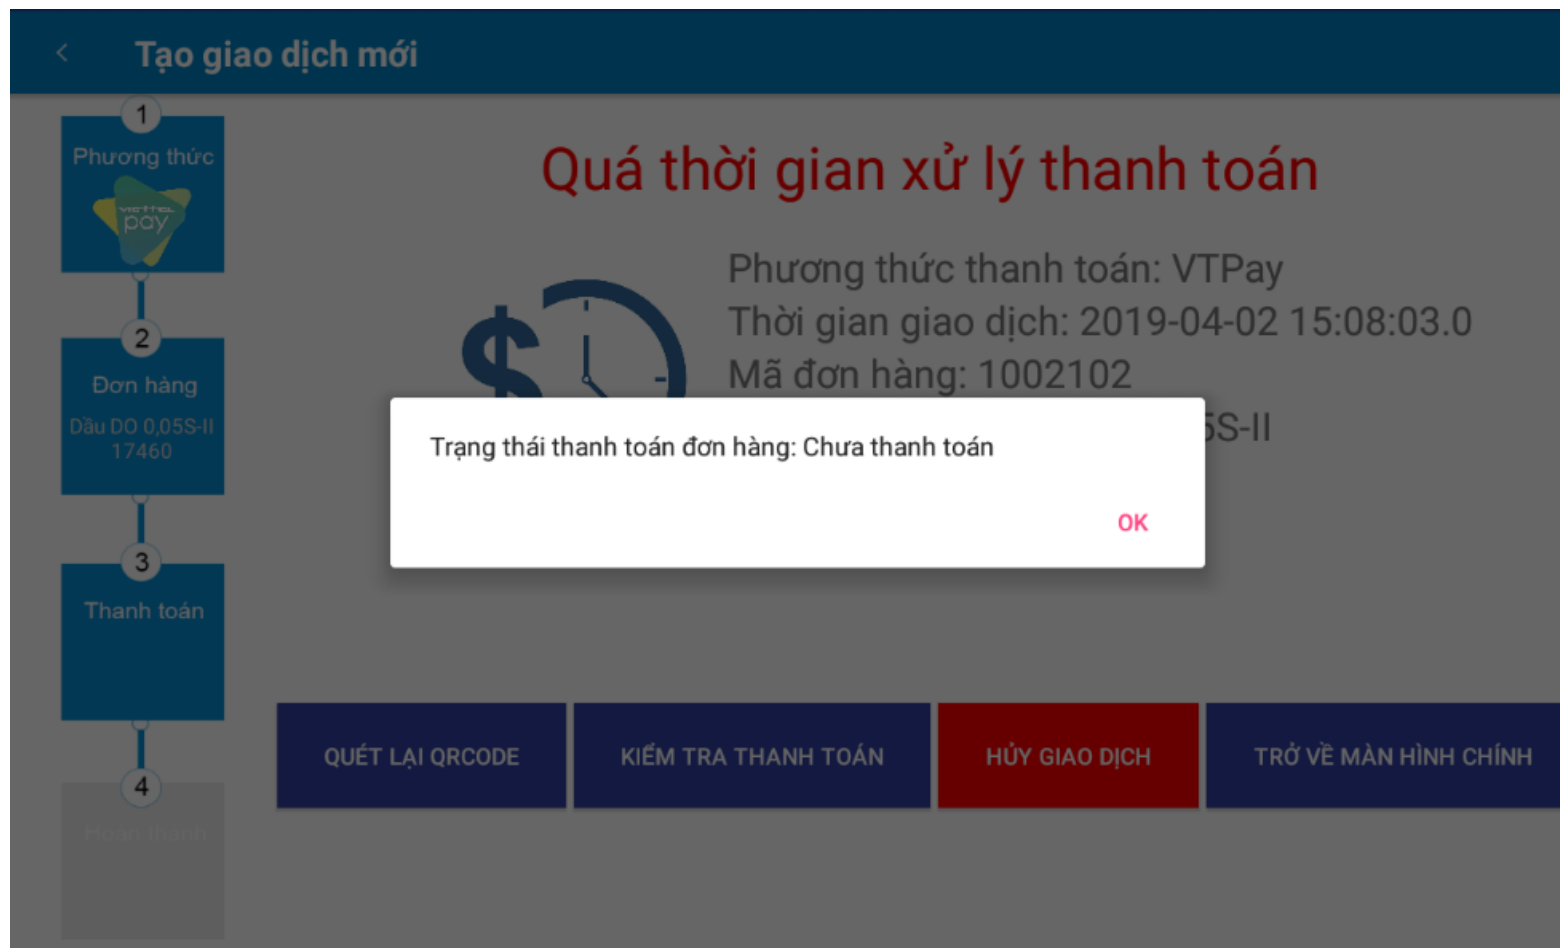 Tạo giao dịch mới
1
Phương thức
viettel
pay
2
Đơn hàng
Dầu DO 0,05S-II
17460
3
Thanh toán
4
Hoàn thành
Quá thời gian xử lý thanh toán
$
Phương thức thanh toán: VTPay
Thời gian giao dịch: 2019-04-02 15:08:03.0
Mã đơn hàng: 1002102
5S-II
Trạng thái thanh toán đơn hàng: Chưa thanh toán
OK
QUÉT LẠI QRCODE
KIỂM TRA THANH TOÁN
HỦY GIAO DỊCH
TRỞ VỀ MÀN HÌNH CHÍNH